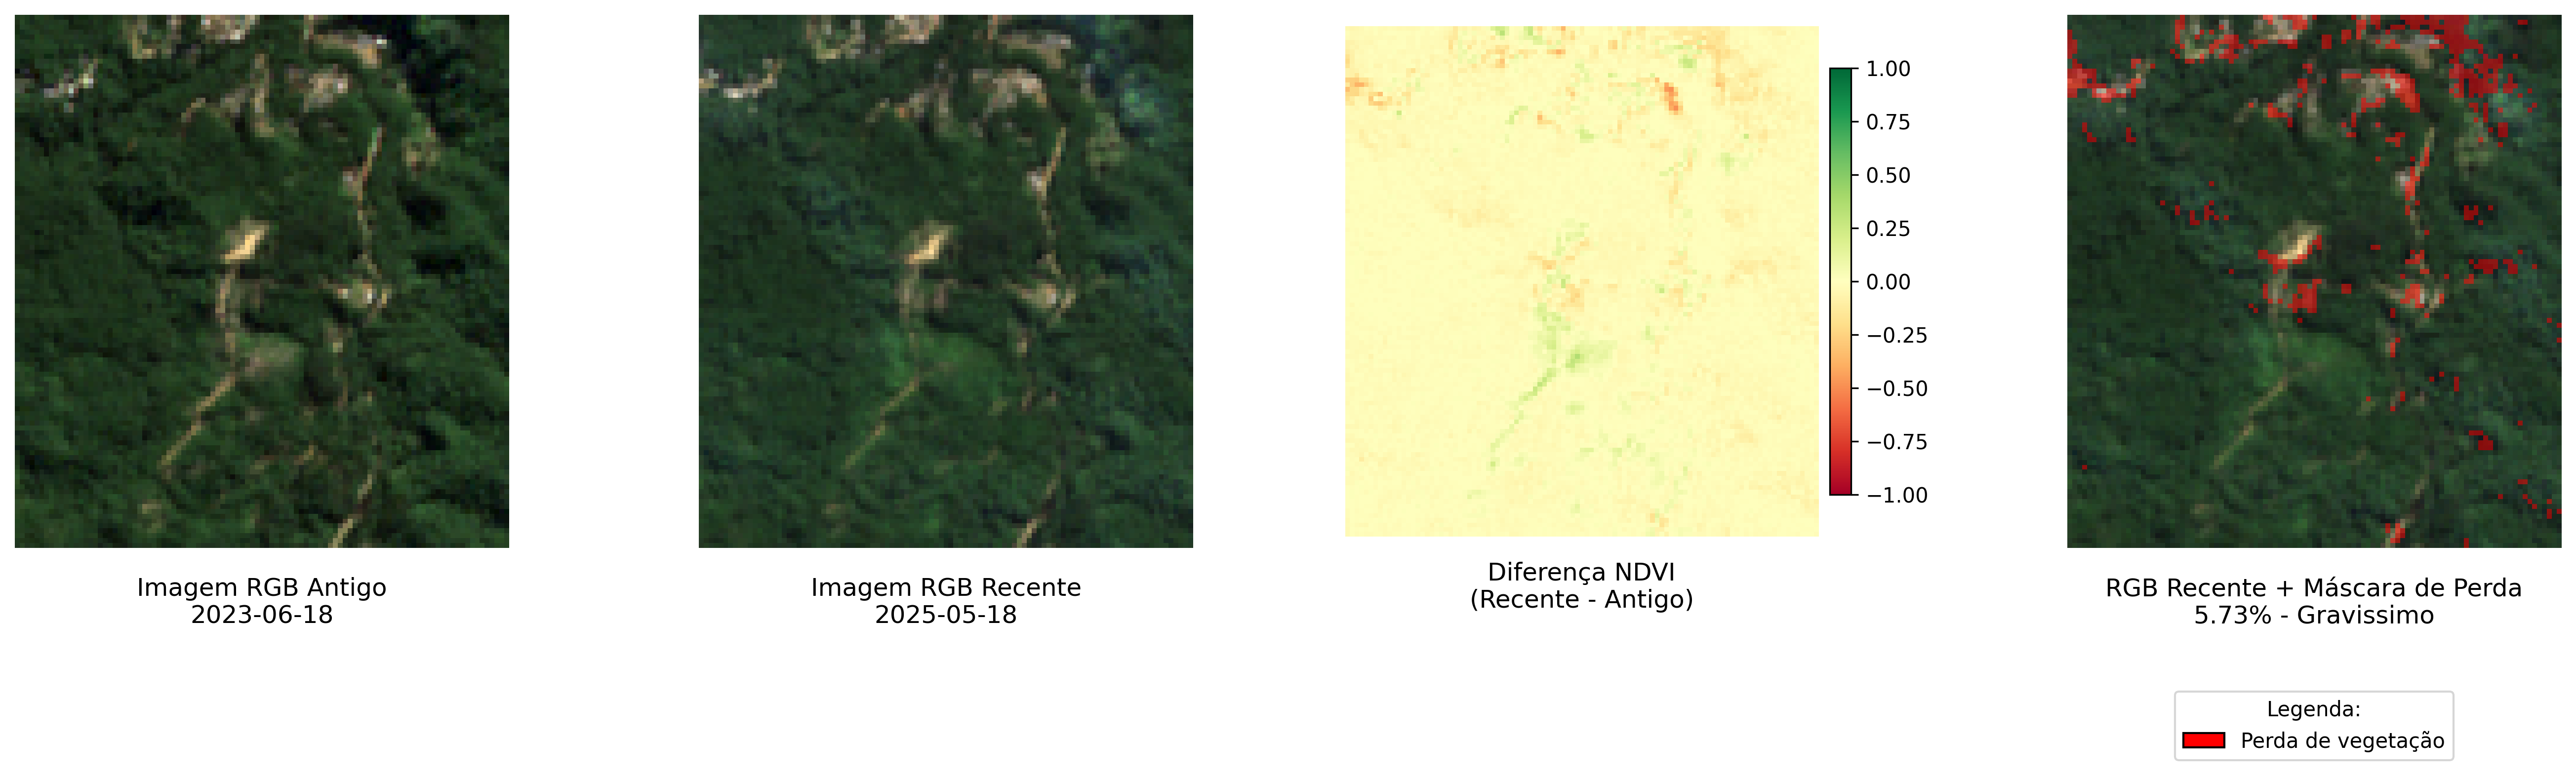 Imagem RGB Antigo
2023-06-18
Imagem RGB Recente
2025-05-18
Diferença NDVI
(Recente - Antigo)
1.00
0.75
0.50
0.25
0.00
−0.25
−0.50
−0.75
−1.00
RGB Recente + Máscara de Perda
5.73% - Gravissimo
Legenda:
Perda de vegetação